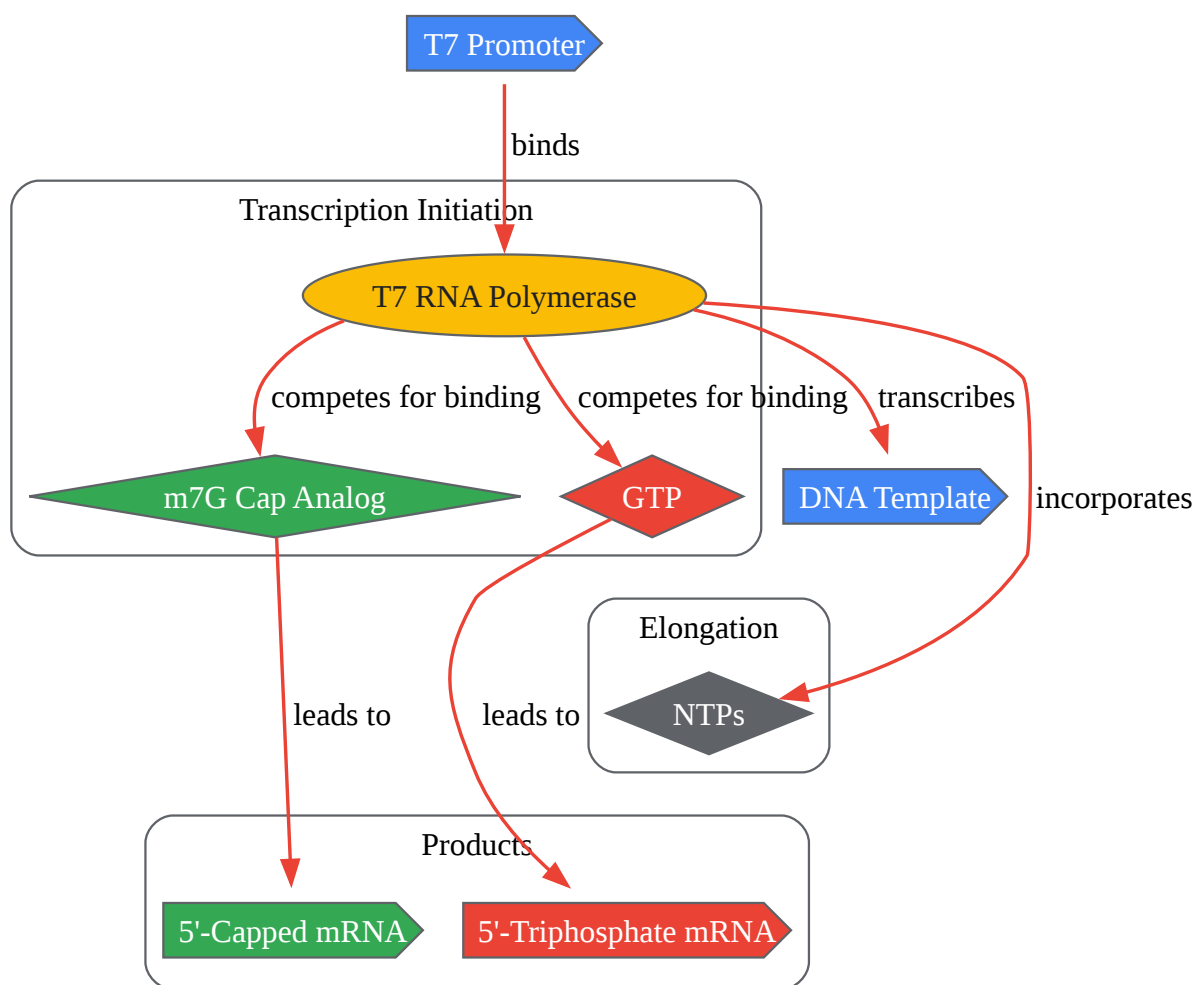 T7 Promoter
binds
Transcription Initiation
T7 RNA Polymerase
competes for binding
competes for binding
transcribes
m7G Cap Analog
GTP
DNA Template
incorporates
Elongation
NTPs
leads to
leads to
Products
5'-Capped mRNA
5'-Triphosphate mRNA